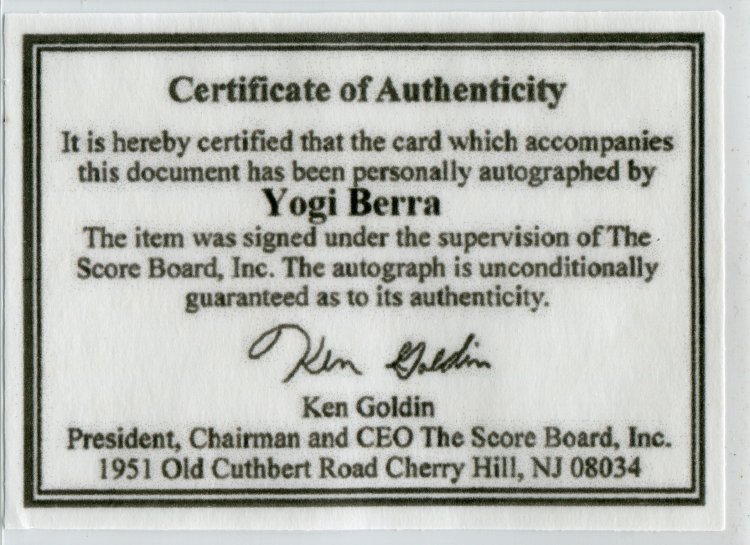 Certificate of Authenticity
It is hereby certified that the card which accompanies
this document has been personally autographed by
Yogi Berra
The item was signed under the supervision of The
Score Board, Inc. The autograph is unconditionally
guaranteed as to its authenticity.
Ken Goldin
Ken Goldin
President, Chairman and CEO The Score Board, Inc.
1951 Old Cuthbert Road Cherry Hill, NJ 08034